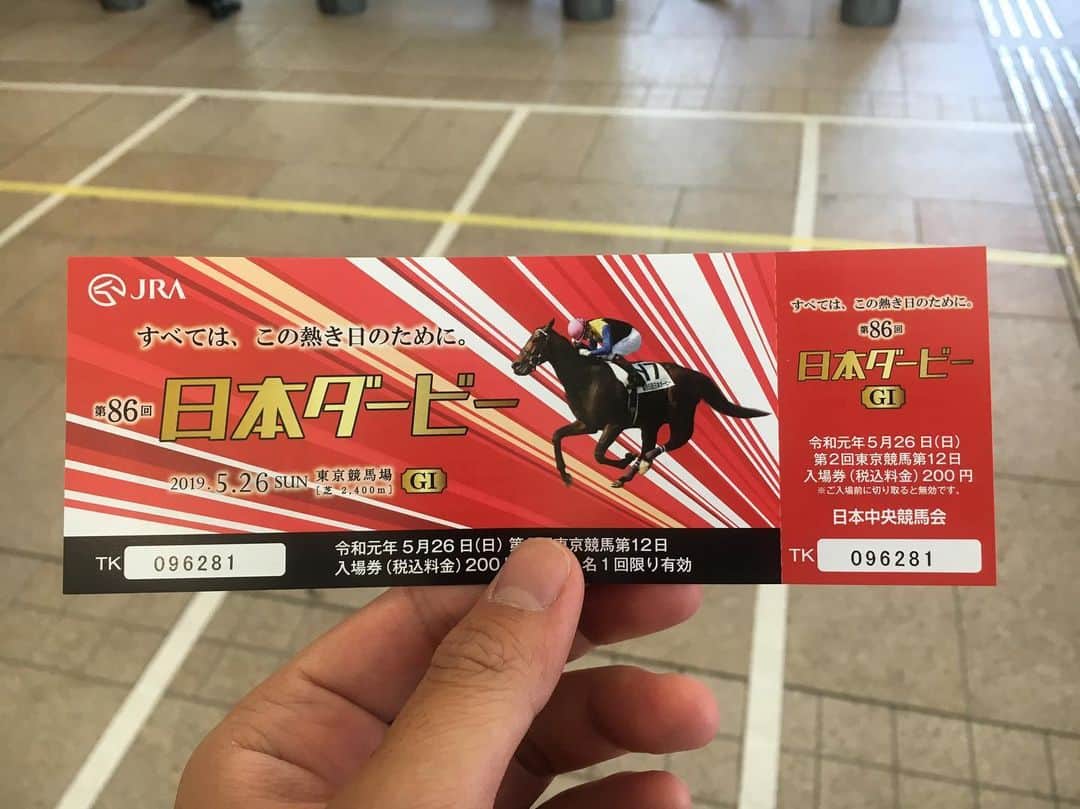 JRA
すべては、この熱き日のために。
第86回 日本ダービー
2019.5.26 SUN 東京競馬場 GI
[芝 2,400m]
令和元年5月26日(日) 第 東京競馬第12日
入場券(税込料金)200 名1回限り有効
TK 096281
17
すべては、この熱き日のために。
第86回
日本ダービー
GI
令和元年5月26日(日)
第2回東京競馬第12日
入場券(税込料金)200円
※ご入場前に切り取ると無効です。
日本中央競馬会
TK 096281